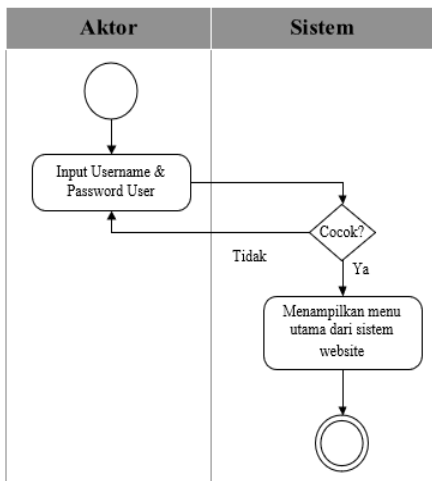 Aktor
Sistem
Input Username &
Password User
Cocok?
Tidak
Ya
Menampilkan menu
utama dari sistem
website